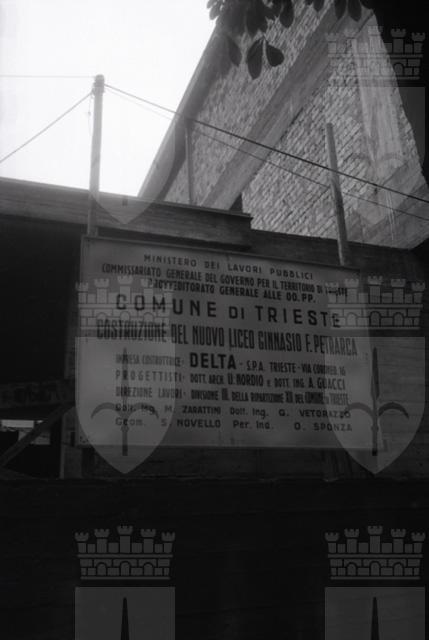 MINISTERO DEI LAVORI PUBBLICI
COMMISSARIATO GENERALE DEL GOVERNO PER IL TERRITORIO DI TRIESTE
PROVVEDITORATO GENERALE ALLE OO.PP.
COMUNE DI TRIESTE
COSTRUZIONE DEL NUOVO LICEO GINNASIO F. PETRARCA
IMPRESA COSTRUTTRICE - DELTA - S.P.A. TRIESTE - VIA CORONEO 16
PROGETTISTI - DOTT. ARCH. U. NORDIO e DOTT. ING. A. GUACCI
DIREZIONE LAVORI - DIVISIONE III. DELLA RIPARTIZIONE XII DEL COMUNE DI TRIESTE
Dott. Ing. M. ZARATTINI Dott. Ing. G. VETORAZZO
Geom. S. NOVELLO Per. Ind. O. SPONZA